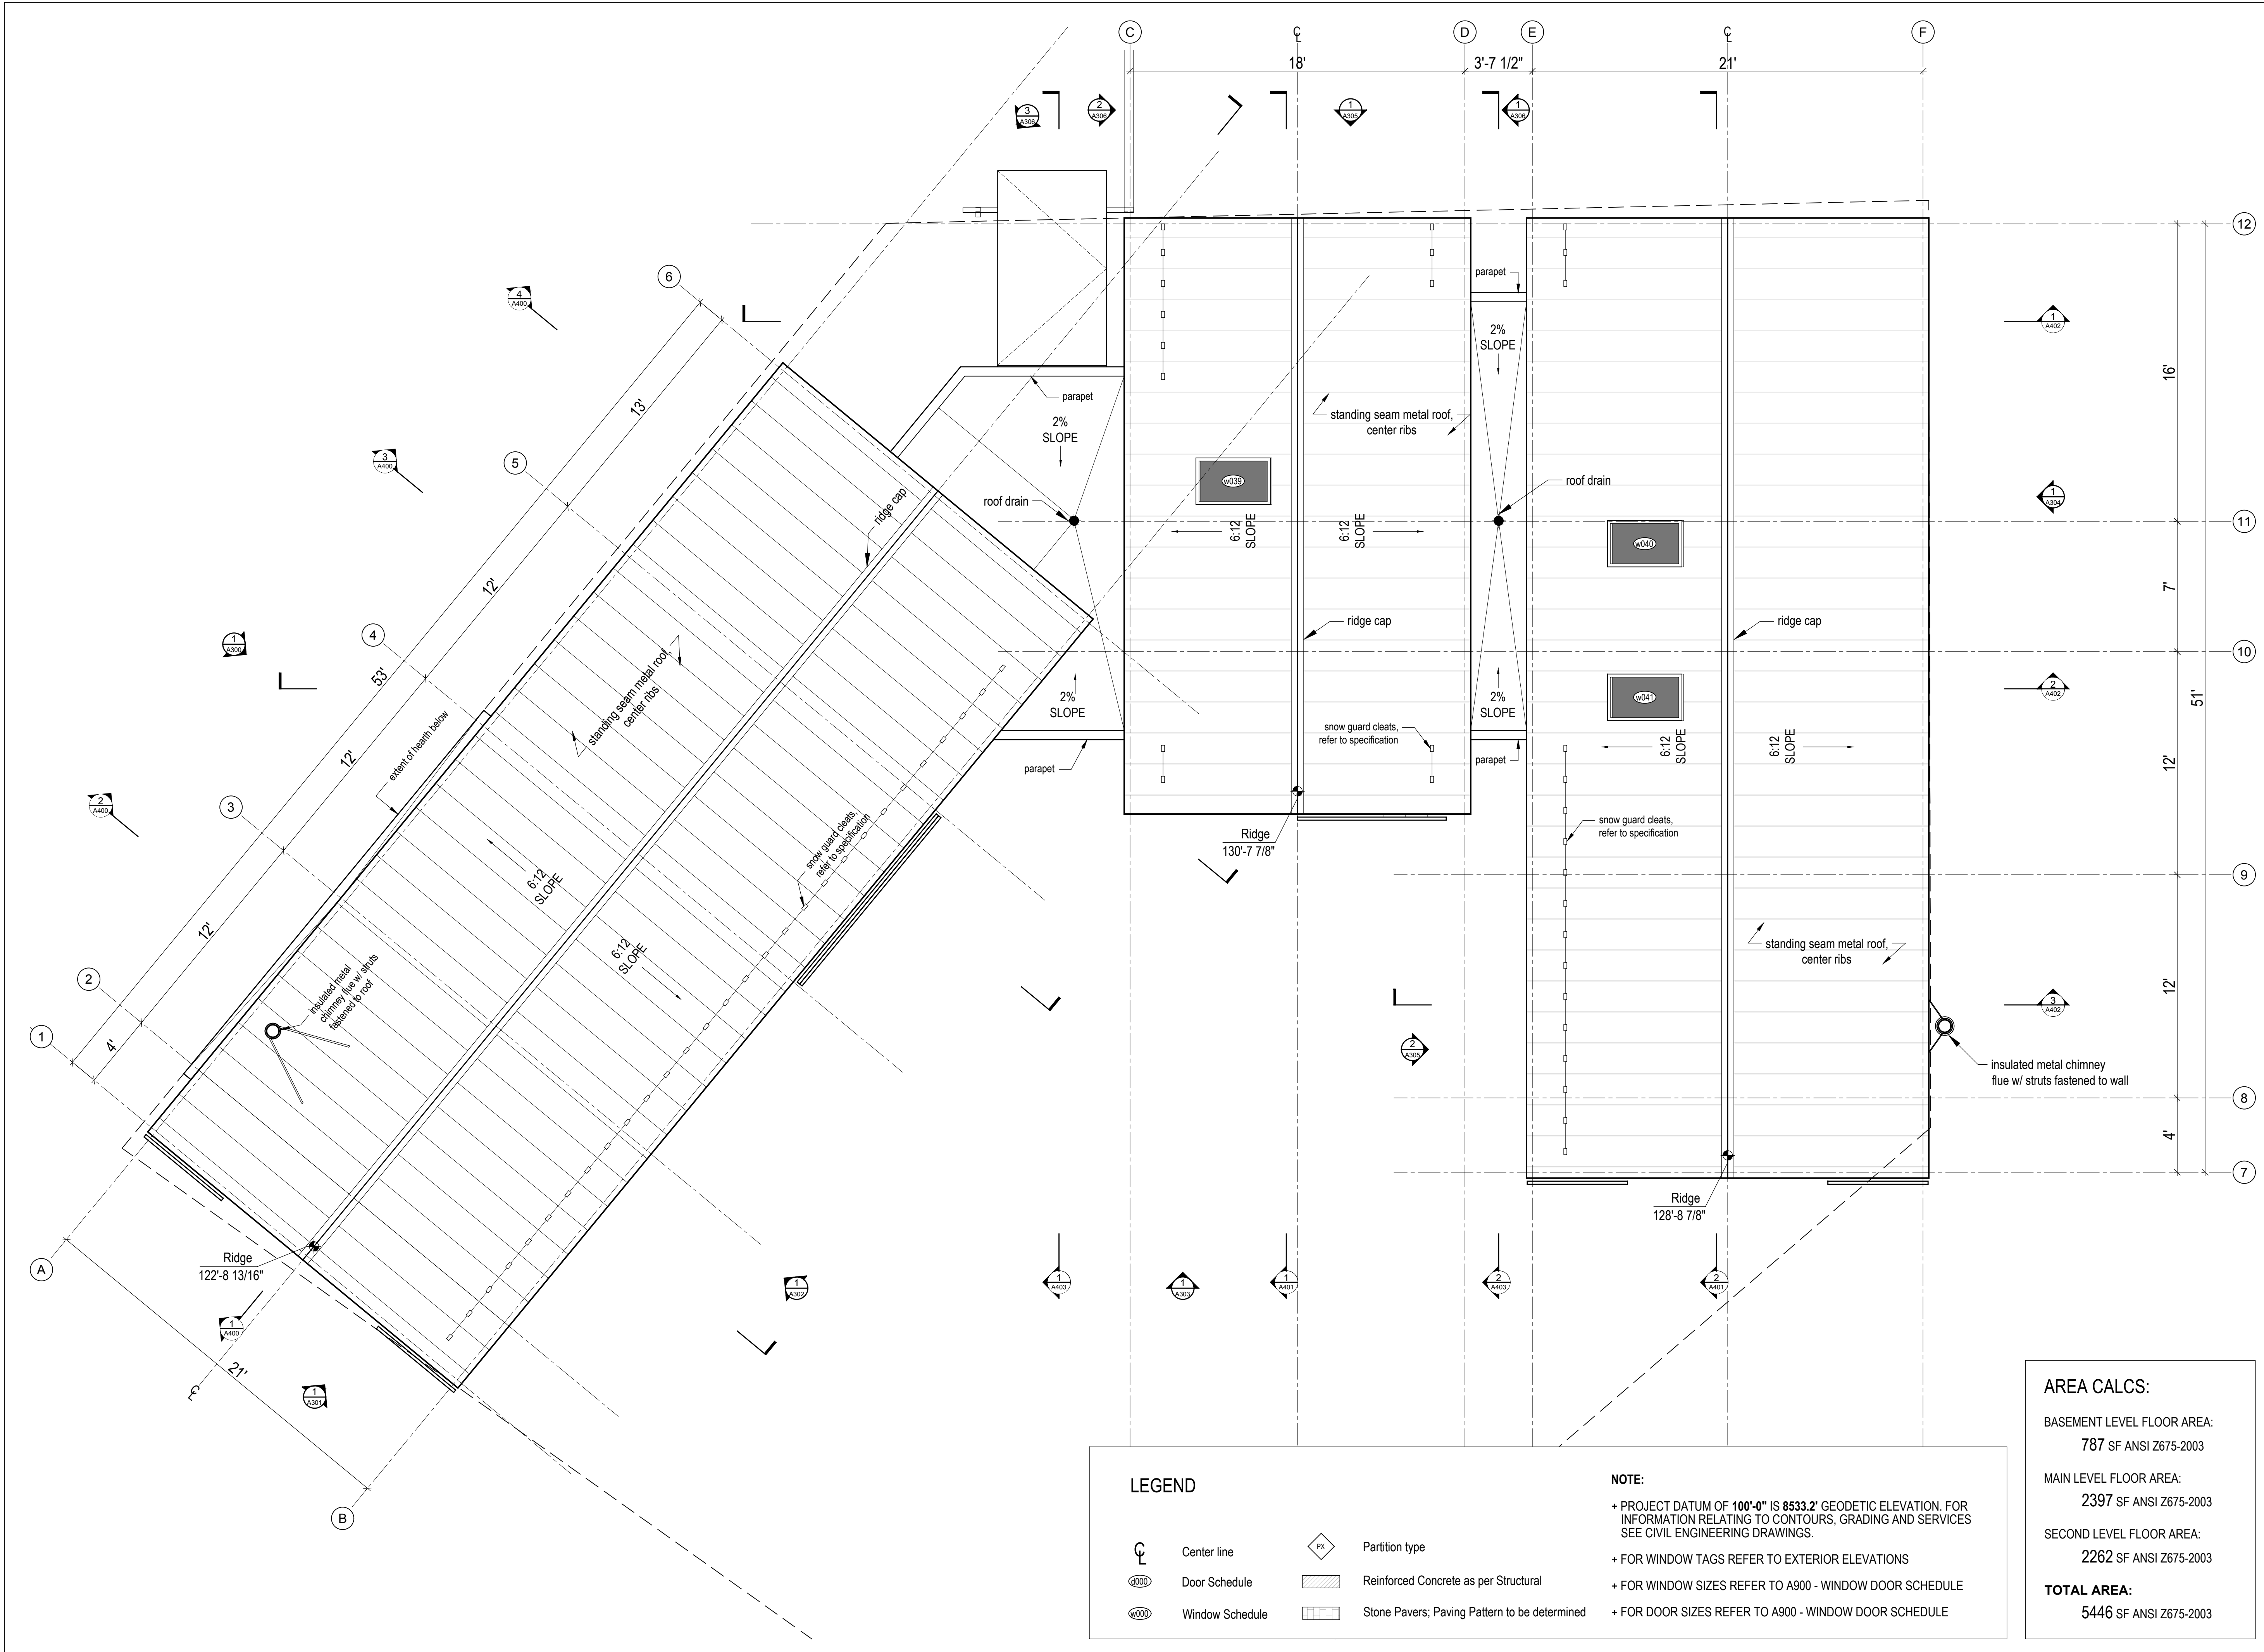 C
℄
D
E
℄
F
18'
3'-7 1/2"
21'
3
A306
2
A306
1
A305
1
A306
12
6
4
A400
parapet
1
A402
2%
SLOPE
16'
13'
parapet
standing seam metal roof,
center ribs
2%
SLOPE
5
3
A400
w039
roof drain
roof drain
ridge cap
1
A304
6:12
SLOPE
6:12
SLOPE
11
w040
12'
7'
4
1
A300
ridge cap
ridge cap
10
53'
standing seam metal roof,
center ribs
2%
SLOPE
2%
SLOPE
w041
2
A402
51'
extent of hearth below
snow guard cleats,
refer to specification
6:12
SLOPE
6:12
SLOPE
12'
12'
parapet
parapet
3
2
A400
snow guard cleats,
refer to specification
snow guard cleats,
refer to specification
Ridge
130'-7 7/8"
6:12
SLOPE
9
12'
6:12
SLOPE
standing seam metal roof,
center ribs
2
insulated metal
chimney flue w/ struts
fastened to roof
12'
3
A402
1
4'
2
A305
insulated metal chimney
flue w/ struts fastened to wall
8
4'
7
Ridge
128'-8 7/8"
A
Ridge
122'-8 13/16"
1
A302
1
A403
1
A303
1
A401
2
A403
2
A401
1
A400
21'
℄
1
A301
B
AREA CALCS:
BASEMENT LEVEL FLOOR AREA:
787 SF ANSI Z675-2003
MAIN LEVEL FLOOR AREA:
2397 SF ANSI Z675-2003
SECOND LEVEL FLOOR AREA:
2262 SF ANSI Z675-2003
TOTAL AREA:
5446 SF ANSI Z675-2003
LEGEND
℄ Center line
d000 Door Schedule
w000 Window Schedule
PX Partition type
Reinforced Concrete as per Structural
Stone Pavers; Paving Pattern to be determined
NOTE:
+ PROJECT DATUM OF 100'-0" IS 8533.2' GEODETIC ELEVATION. FOR
INFORMATION RELATING TO CONTOURS, GRADING AND SERVICES
SEE CIVIL ENGINEERING DRAWINGS.
+ FOR WINDOW TAGS REFER TO EXTERIOR ELEVATIONS
+ FOR WINDOW SIZES REFER TO A900 - WINDOW DOOR SCHEDULE
+ FOR DOOR SIZES REFER TO A900 - WINDOW DOOR SCHEDULE